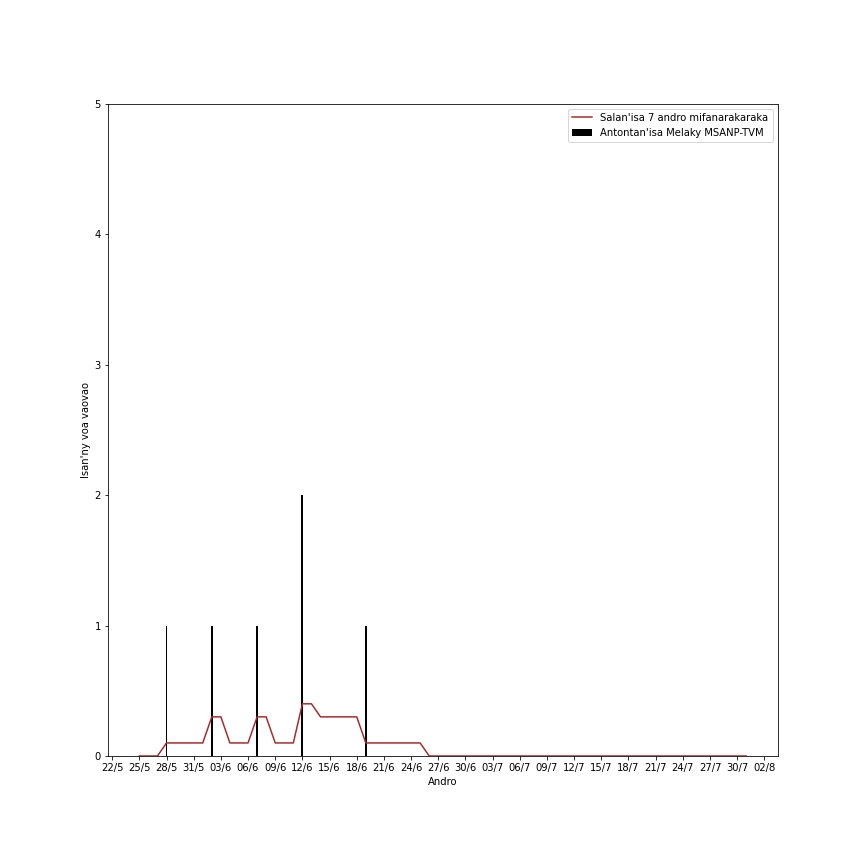 Salan'isa 7 andro mifanarakaraka
Antontan'isa Melaky MSANP-TVM
5
4
3
2
1
0
Isan'ny voa vaovao
22/5 25/5 28/5 31/5 03/6 06/6 09/6 12/6 15/6 18/6 21/6 24/6 27/6 30/6 03/7 06/7 09/7 12/7 15/7 18/7 21/7 24/7 27/7 30/7 02/8
Andro